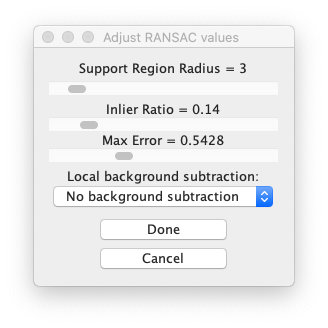 Adjust RANSAC values
Support Region Radius = 3
Inlier Ratio = 0.14
Max Error = 0.5428
Local background subtraction:
No background subtraction
Done
Cancel